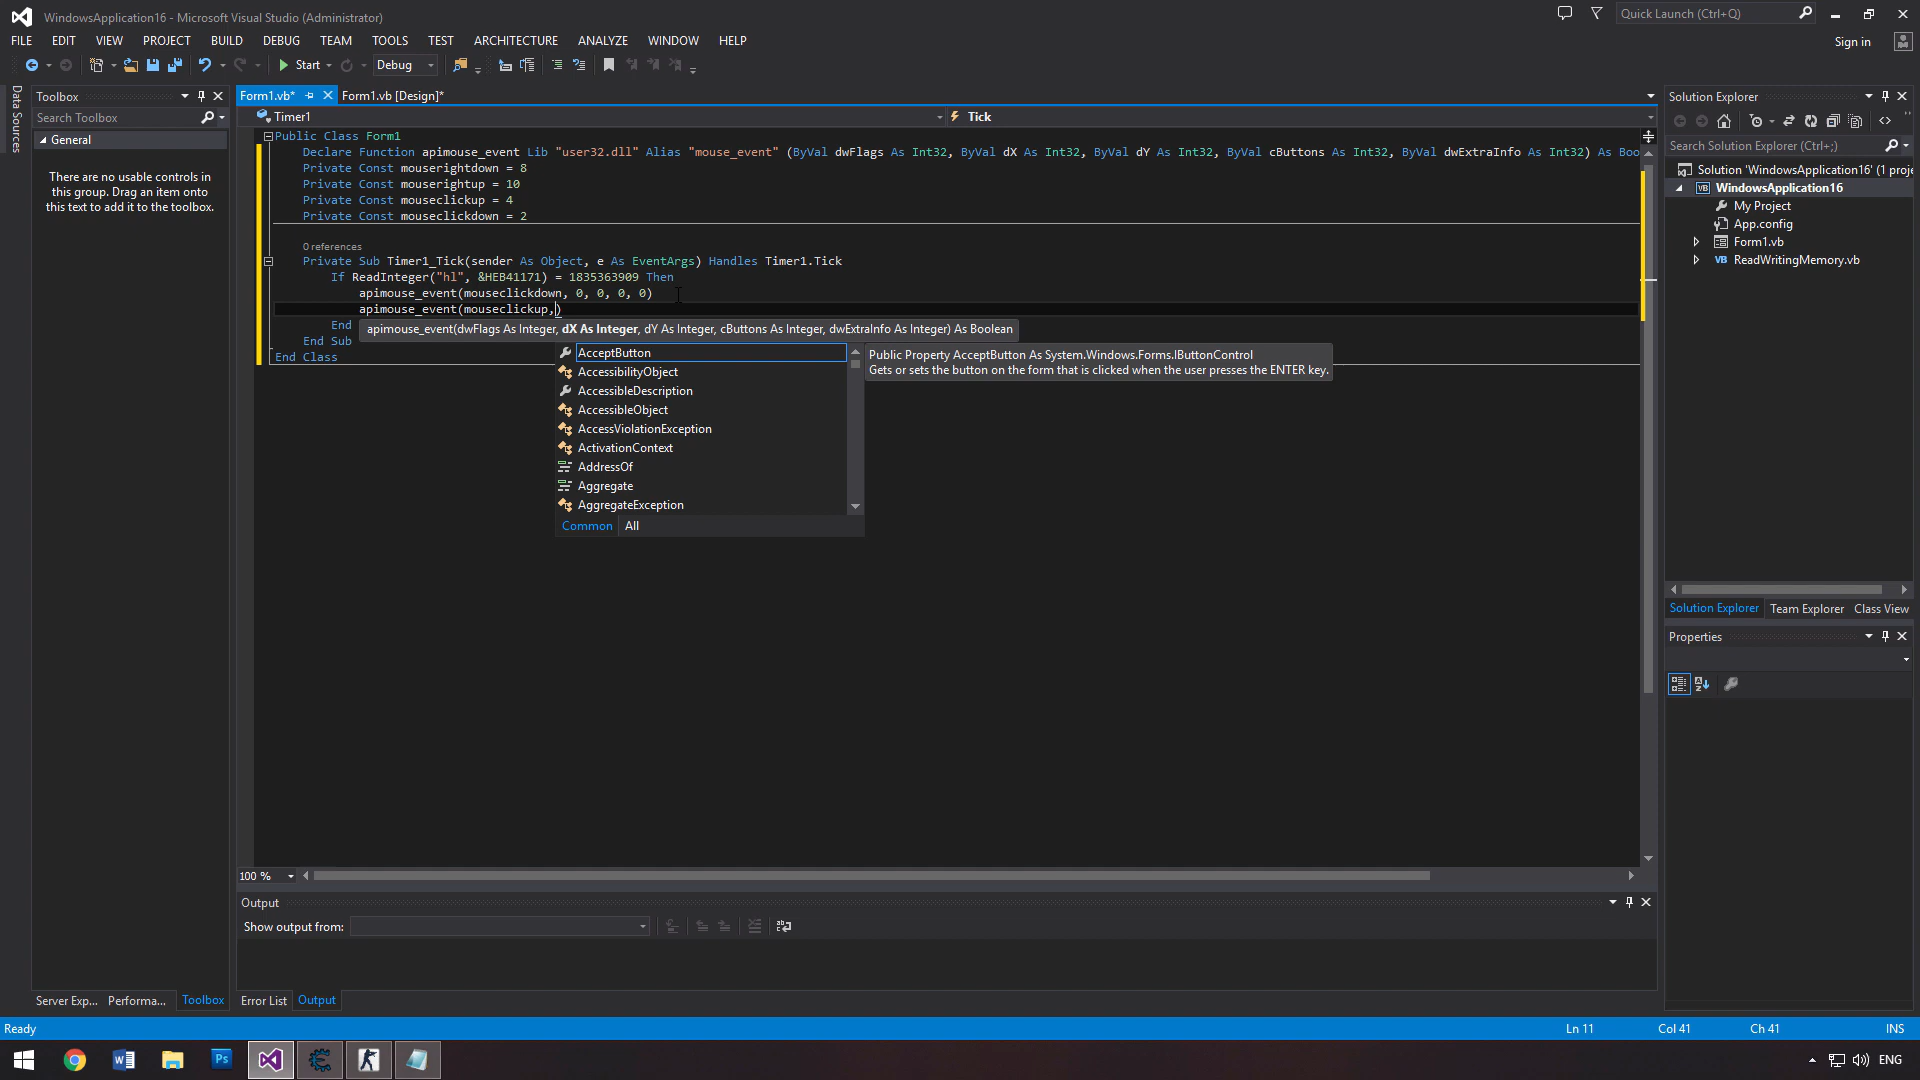 WindowsApplication16 - Microsoft Visual Studio (Administrator)
Quick Launch (Ctrl+Q)
FILE EDIT VIEW PROJECT BUILD DEBUG TEAM TOOLS TEST ARCHITECTURE ANALYZE WINDOW HELP
Sign in
Start Debug
Data Sources
Toolbox
Search Toolbox
General
There are no usable controls in
this group. Drag an item onto
this text to add it to the toolbox.
Form1.vb* Form1.vb [Design]*
Timer1 Tick
Public Class Form1
Declare Function apimouse_event Lib "user32.dll" Alias "mouse_event" (ByVal dwFlags As Int32, ByVal dX As Int32, ByVal dY As Int32, ByVal cButtons As Int32, ByVal dwExtraInfo As Int32) As Boo
Private Const mouserightdown = 8
Private Const mouserightup = 10
Private Const mouseclickup = 4
Private Const mouseclickdown = 2
0 references
Private Sub Timer1_Tick(sender As Object, e As EventArgs) Handles Timer1.Tick
If ReadInteger("hl", &HEB41171) = 1835363909 Then
apimouse_event(mouseclickdown, 0, 0, 0, 0)
apimouse_event(mouseclickup,)
End
apimouse_event(dwFlags As Integer, dX As Integer, dY As Integer, cButtons As Integer, dwExtraInfo As Integer) As Boolean
End Sub
End Class
AcceptButton
AccessibilityObject
AccessibleDescription
AccessibleObject
AccessViolationException
ActivationContext
AddressOf
Aggregate
AggregateException
Common All
Public Property AcceptButton As System.Windows.Forms.IButtonControl
Gets or sets the button on the form that is clicked when the user presses the ENTER key.
100 %
Output
Show output from:
Server Exp... Performa... Toolbox
Error List Output
Solution Explorer
Search Solution Explorer (Ctrl+;)
Solution 'WindowsApplication16' (1 proje
WindowsApplication16
My Project
App.config
Form1.vb
ReadWritingMemory.vb
Solution Explorer Team Explorer Class View
Properties
Ready
Ln 11 Col 41 Ch 41 INS
ENG